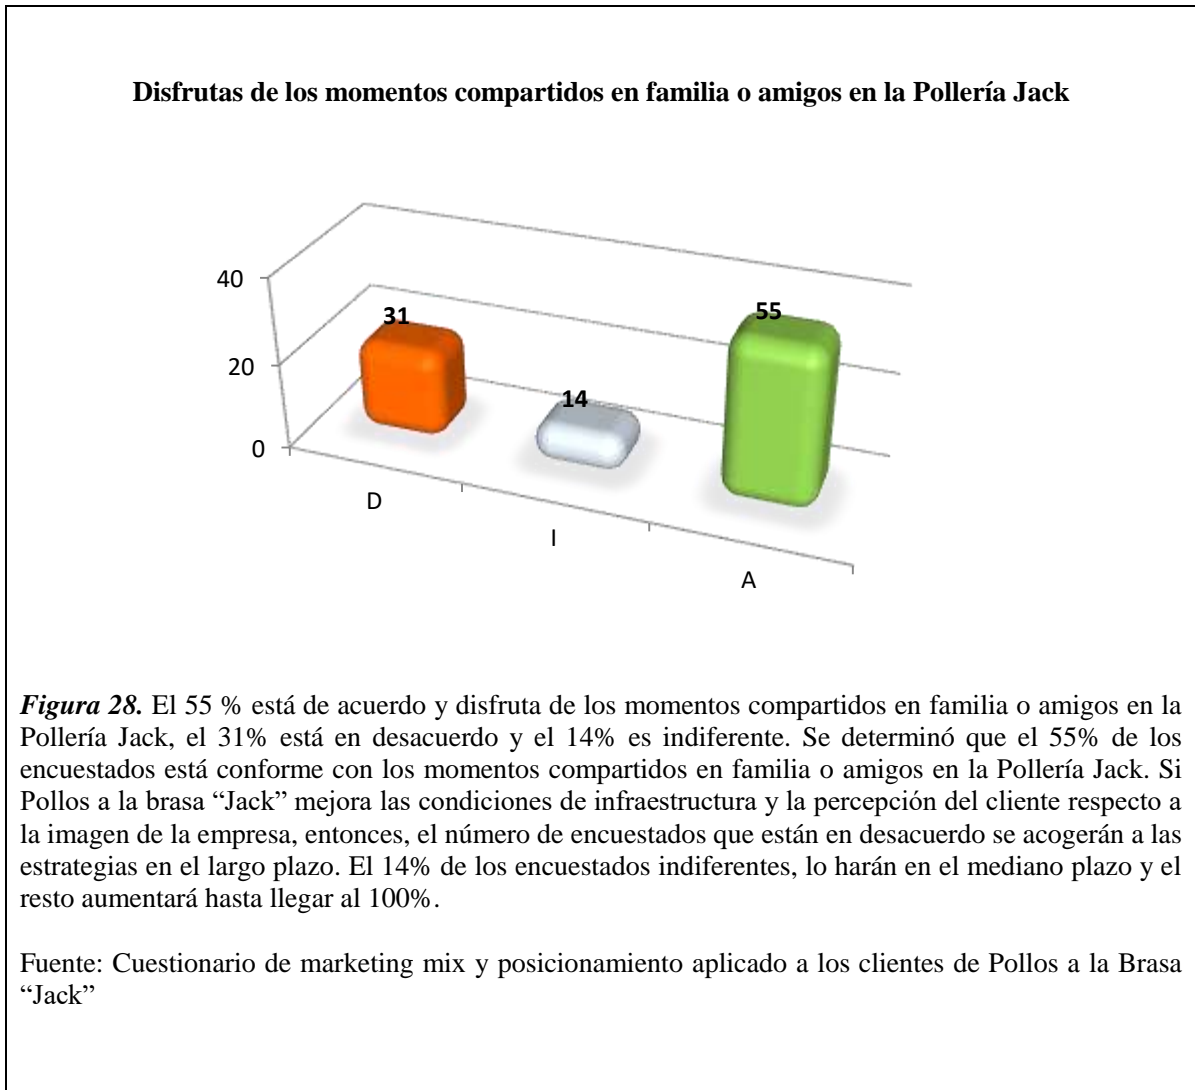 Disfrutas de los momentos compartidos en familia o amigos en la Pollería Jack
40
20
0
31
14
55
D
I
A
Figura 28. El 55 % está de acuerdo y disfruta de los momentos compartidos en familia o amigos en la
Pollería Jack, el 31% está en desacuerdo y el 14% es indiferente. Se determinó que el 55% de los
encuestados está conforme con los momentos compartidos en familia o amigos en la Pollería Jack. Si
Pollos a la brasa “Jack” mejora las condiciones de infraestructura y la percepción del cliente respecto a
la imagen de la empresa, entonces, el número de encuestados que están en desacuerdo se acogerán a las
estrategias en el largo plazo. El 14% de los encuestados indiferentes, lo harán en el mediano plazo y el
resto aumentará hasta llegar al 100%.
Fuente: Cuestionario de marketing mix y posicionamiento aplicado a los clientes de Pollos a la Brasa
“Jack”